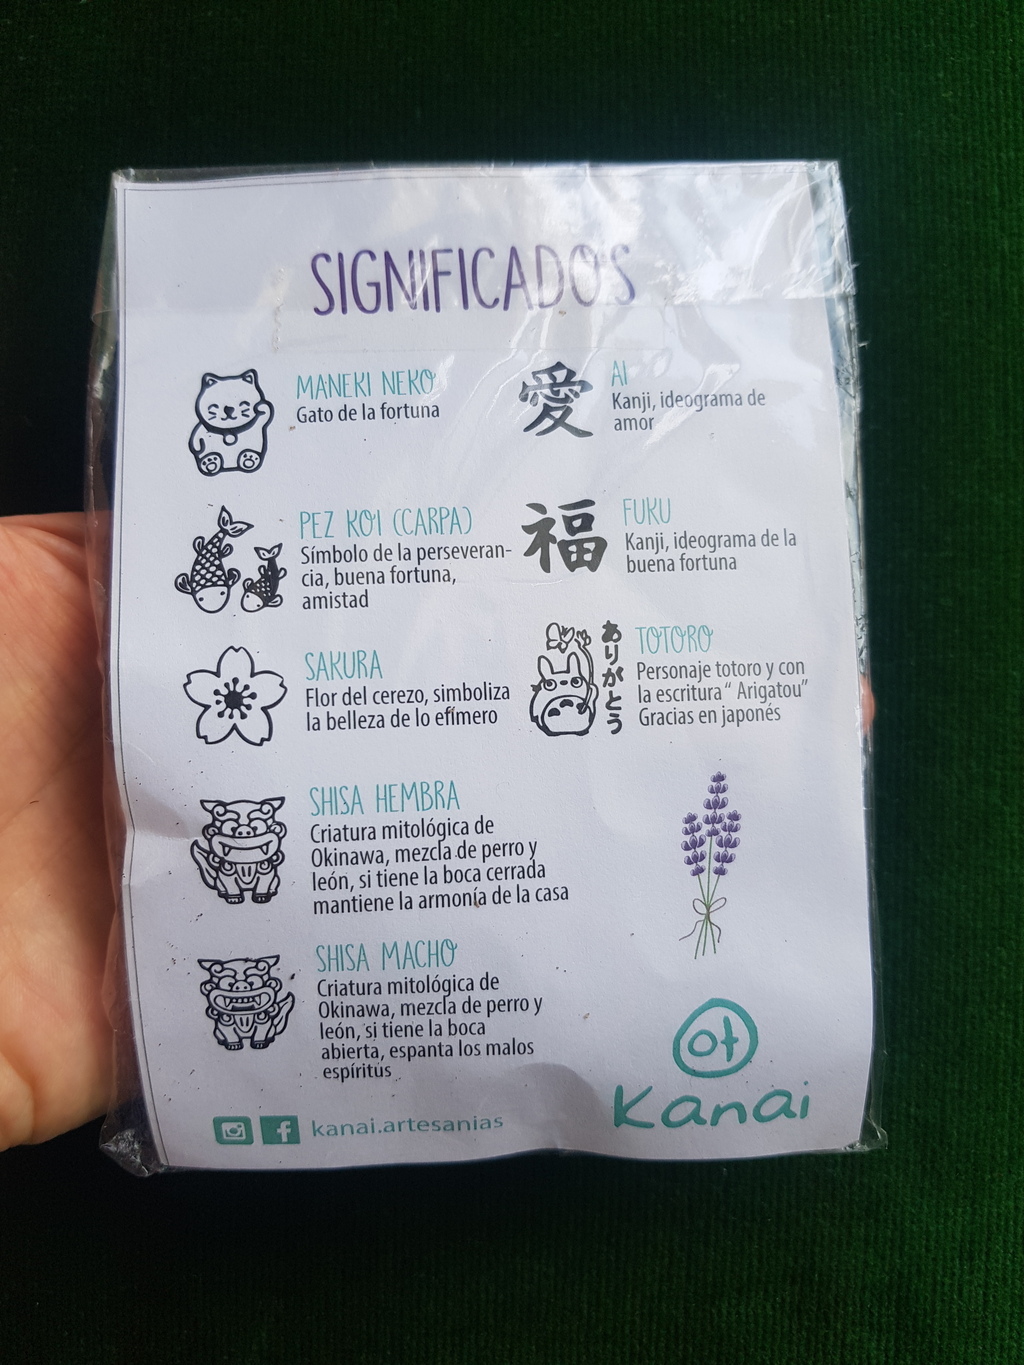 SIGNIFICADO'S
MANEKI NEKO
Gato de la fortuna
愛
AI
Kanji, ideograma de
amor
PEZ KOI (CARPA)
Símbolo de la perseveran-
cia, buena fortuna,
amistad
福
FUKU
Kanji, ideograma de la
buena fortuna
SAKURA
Flor del cerezo, simboliza
la belleza de lo efímero
ありがとう
TOTORO
Personaje totoro y con
la escritura " Arigatou"
Gracias en japonés
SHISA HEMBRA
Criatura mitológica de
Okinawa, mezcla de perro y
león, si tiene la boca cerrada
mantiene la armonía de la casa
SHISA MACHO
Criatura mitológica de
Okinawa, mezcla de perro y
león, si tiene la boca
abierta, espanta los malos
espíritus
kanai.artesanias
Kanai